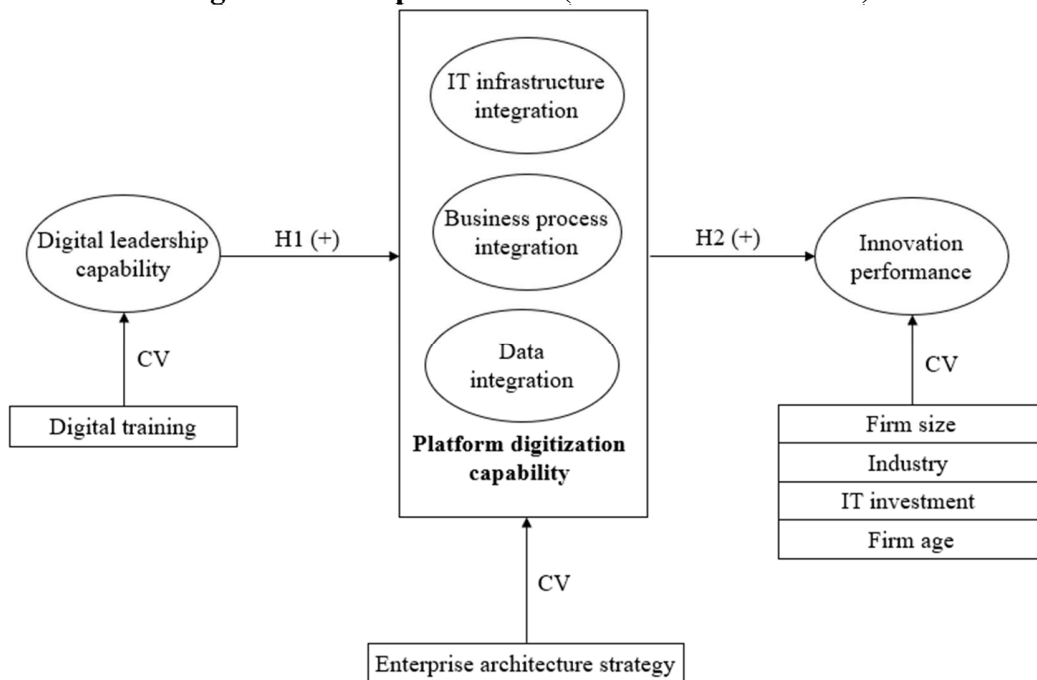 IT infrastructure
integration
Business process
integration
Digital leadership
capability
H1 (+)
H2 (+)
Innovation
performance
Data
integration
CV
CV
Digital training
Platform digitization
capability
Firm size
Industry
IT investment
Firm age
CV
Enterprise architecture strategy